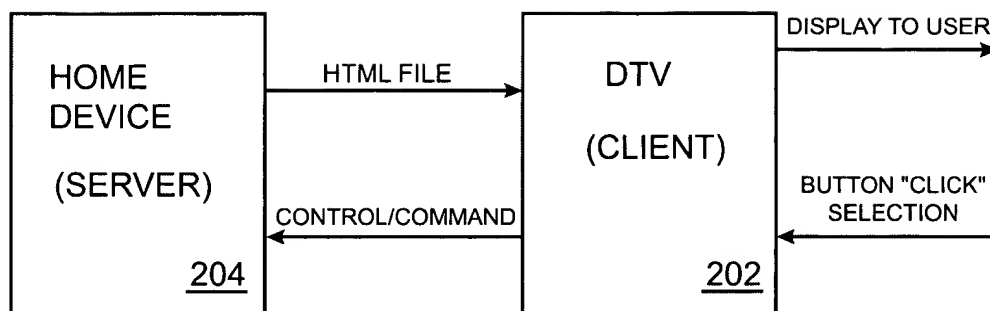 HOME
DEVICE
(SERVER)
204
HTML FILE
CONTROL/COMMAND
DTV
(CLIENT)
202
DISPLAY TO USER
BUTTON "CLICK"
SELECTION